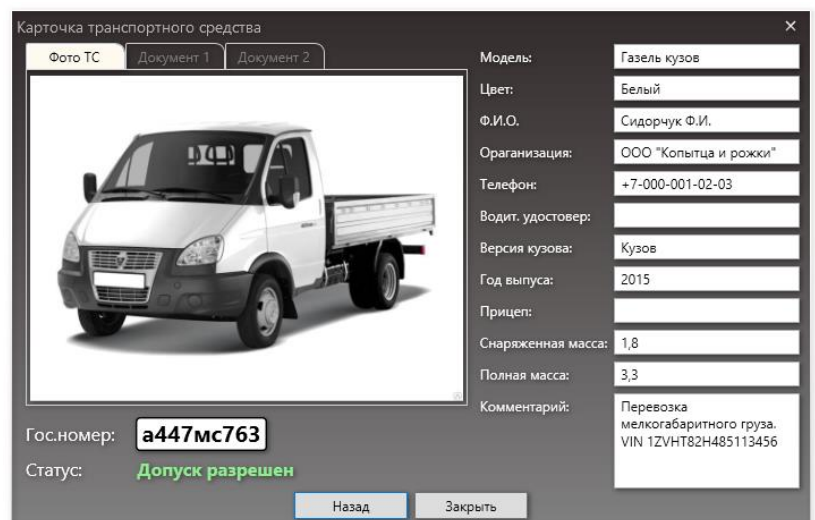 Карточка транспортного средства
Фото ТС
Документ 1
Документ 2
Гос.номер: а447мс763
Статус: Допуск разрешен
Модель: Газель кузов
Цвет: Белый
Ф.И.О. Сидорчук Ф.И.
Ораганизация: ООО "Копытца и рожки"
Телефон: +7-000-001-02-03
Водит. удостовер:
Версия кузова: Кузов
Год выпуса: 2015
Прицеп:
Снаряженная масса: 1,8
Полная масса: 3,3
Комментарий: Перевозка
мелкогабаритного груза.
VIN 1ZVHT82H485113456
Назад
Закрыть